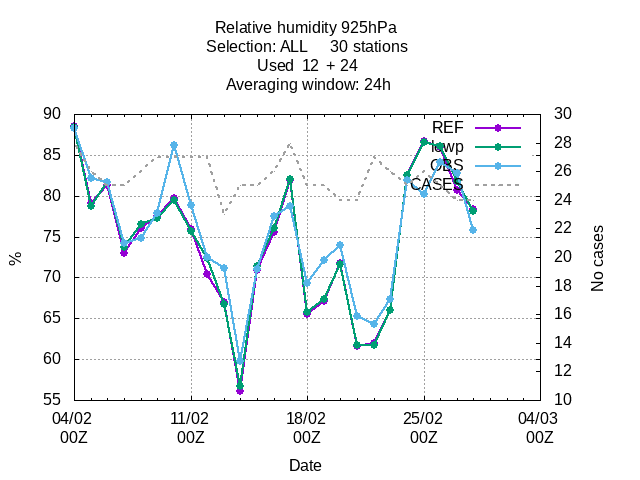 Relative humidity 925hPa
Selection: ALL     30 stations
Used  12  + 24
Averaging window: 24h
90
85
80
75
70
65
60
55
%
30
28
26
24
22
20
18
16
14
12
10
No cases
REF
iewp
OBS
CASES
04/02 00Z
11/02 00Z
18/02 00Z
25/02 00Z
04/03 00Z
Date